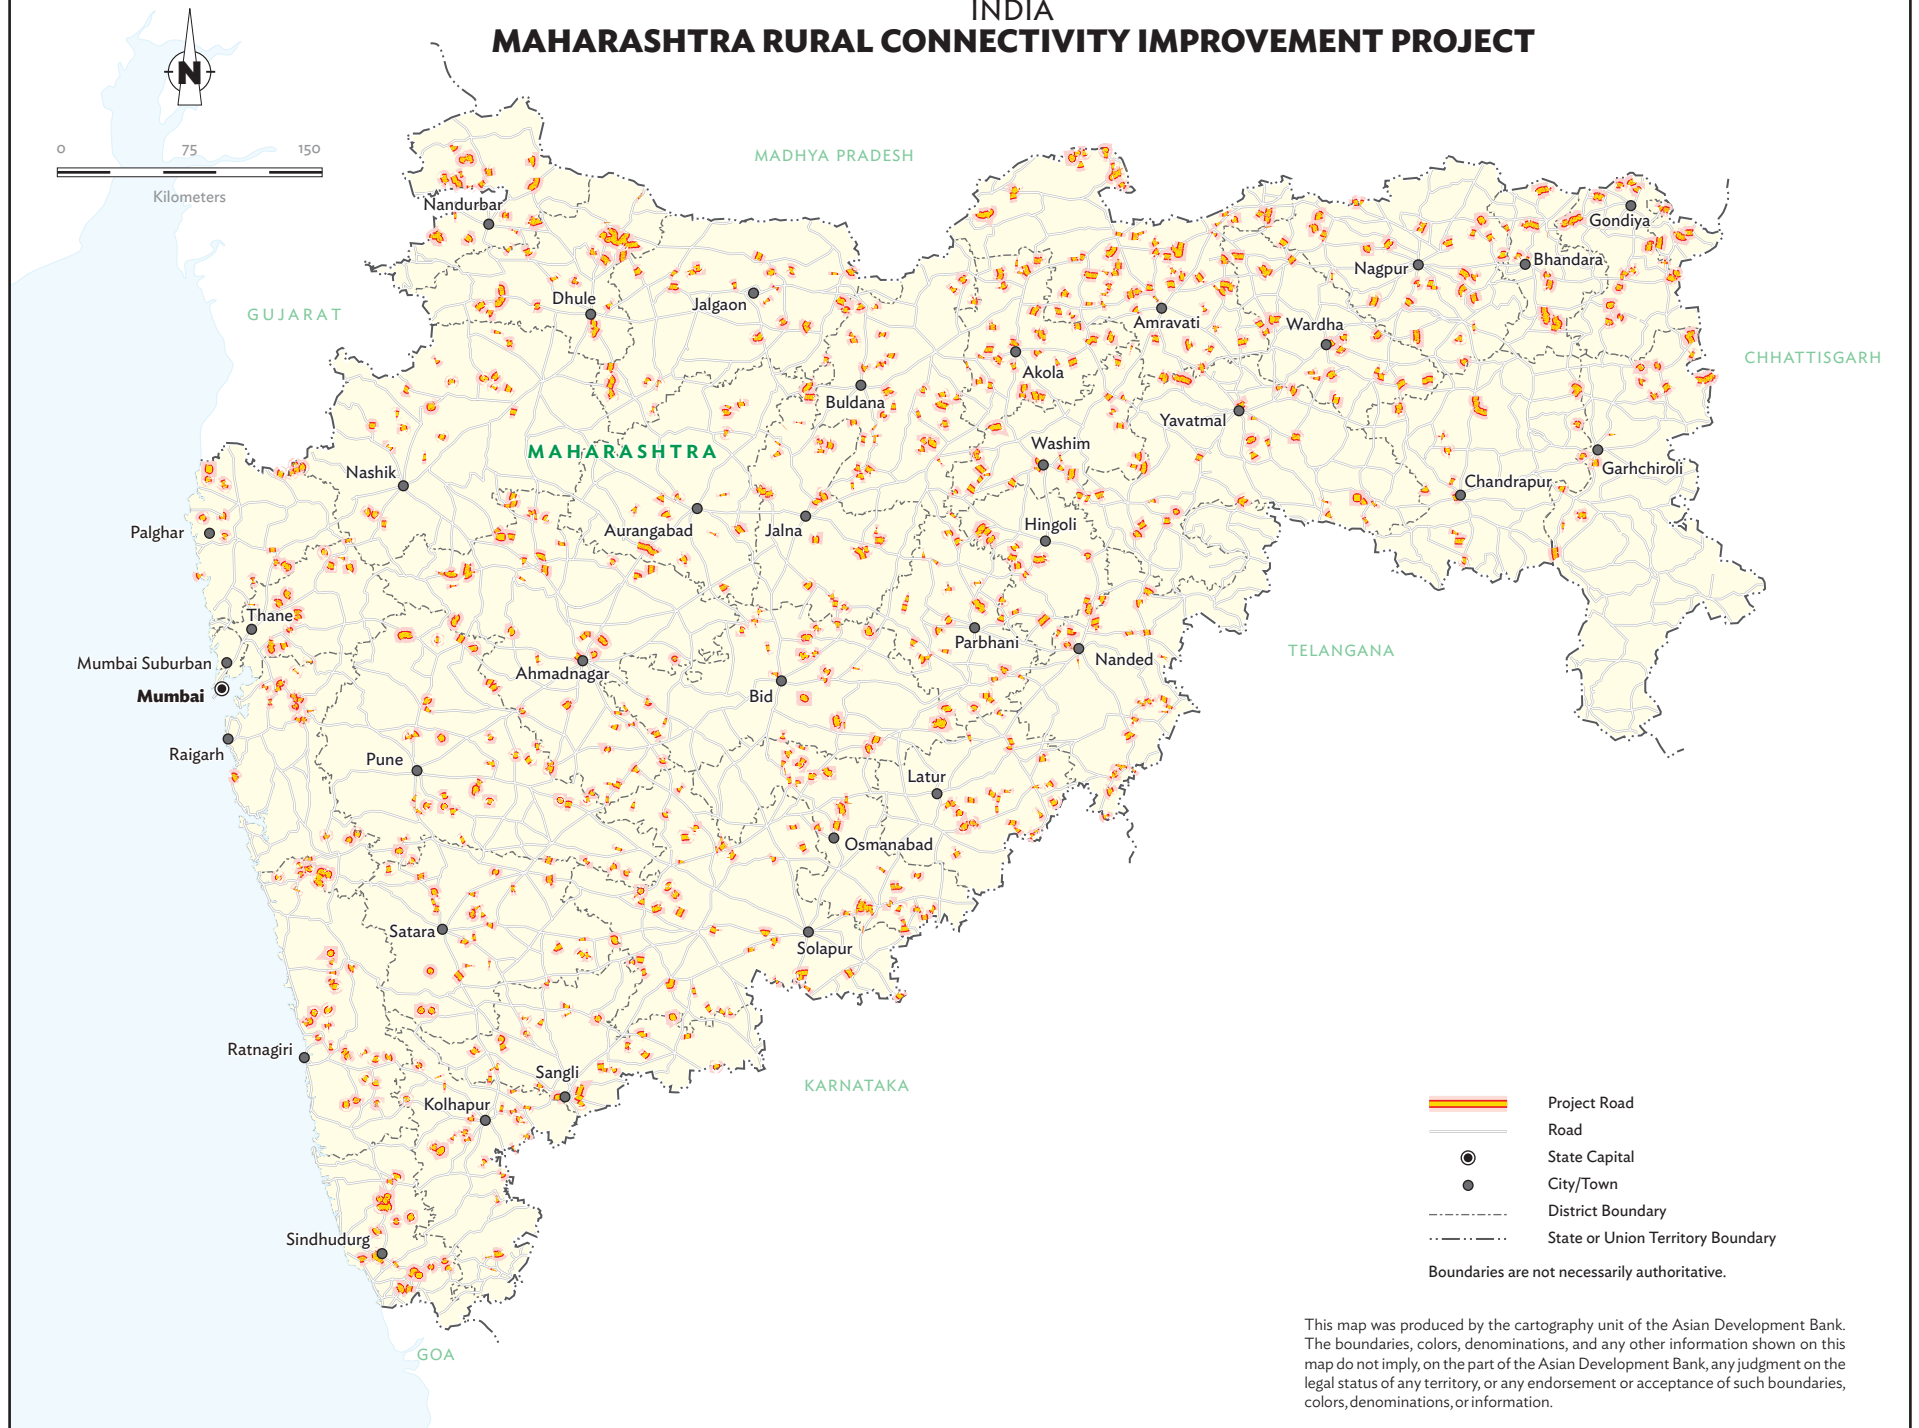 INDIA
MAHARASHTRA RURAL CONNECTIVITY IMPROVEMENT PROJECT
N
0 75 150
Kilometers
MADHYA PRADESH
Nandurbar
Gondiya
Bhandara
Nagpur
Dhule
Jalgaon
GUJARAT
Amravati
Wardha
CHHATTISGARH
Akola
Buldana
Yavatmal
Washim
MAHARASHTRA
Nashik
Garhchiroli
Chandrapur
Palghar
Aurangabad
Jalna
Hingoli
Thane
Parbhani
TELANGANA
Mumbai Suburban
Nanded
Ahmadnagar
Mumbai
Bid
Raigarh
Pune
Latur
Osmanabad
Satara
Solapur
Ratnagiri
Sangli
KARNATAKA
Kolhapur
Sindhudurg
GOA
Project Road
Road
State Capital
City/Town
District Boundary
State or Union Territory Boundary
Boundaries are not necessarily authoritative.
This map was produced by the cartography unit of the Asian Development Bank.
The boundaries, colors, denominations, and any other information shown on this
map do not imply, on the part of the Asian Development Bank, any judgment on the
legal status of any territory, or any endorsement or acceptance of such boundaries,
colors, denominations, or information.